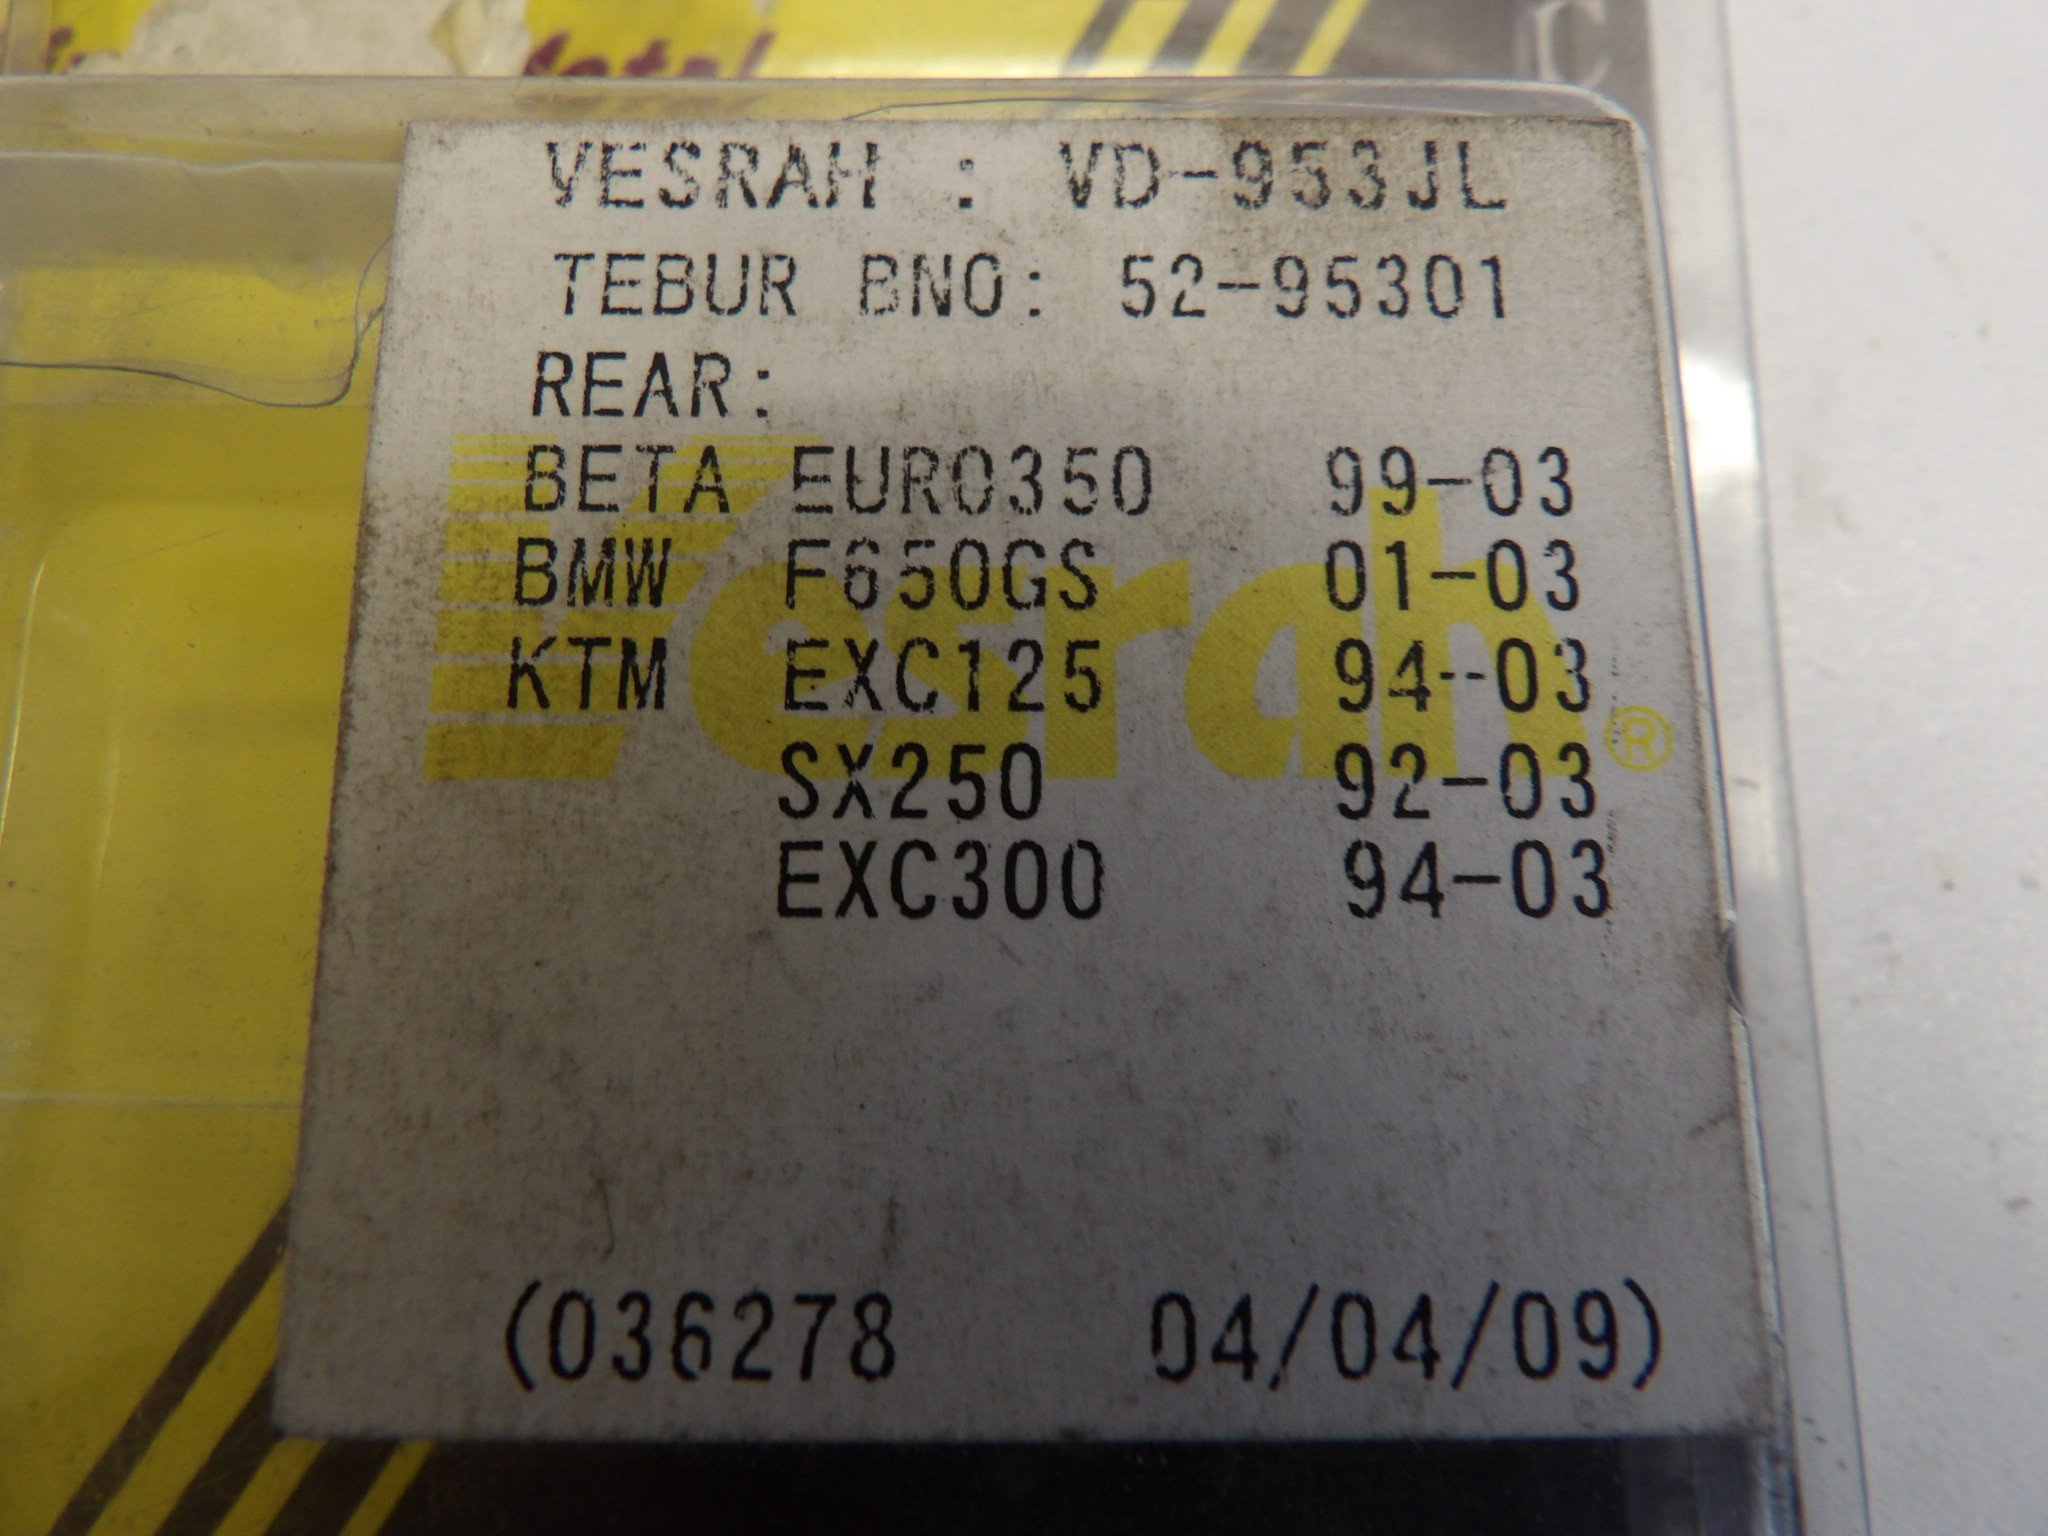 C
VESRAH : VD-953JL
TEBUR BNO: 52-95301
REAR:
BETA EURO350 99-03
BMW F650GS 01-03
KTM EXC125 94-03
SX250 92-03
EXC300 94-03
Vesrah ®
(036278 04/04/09)